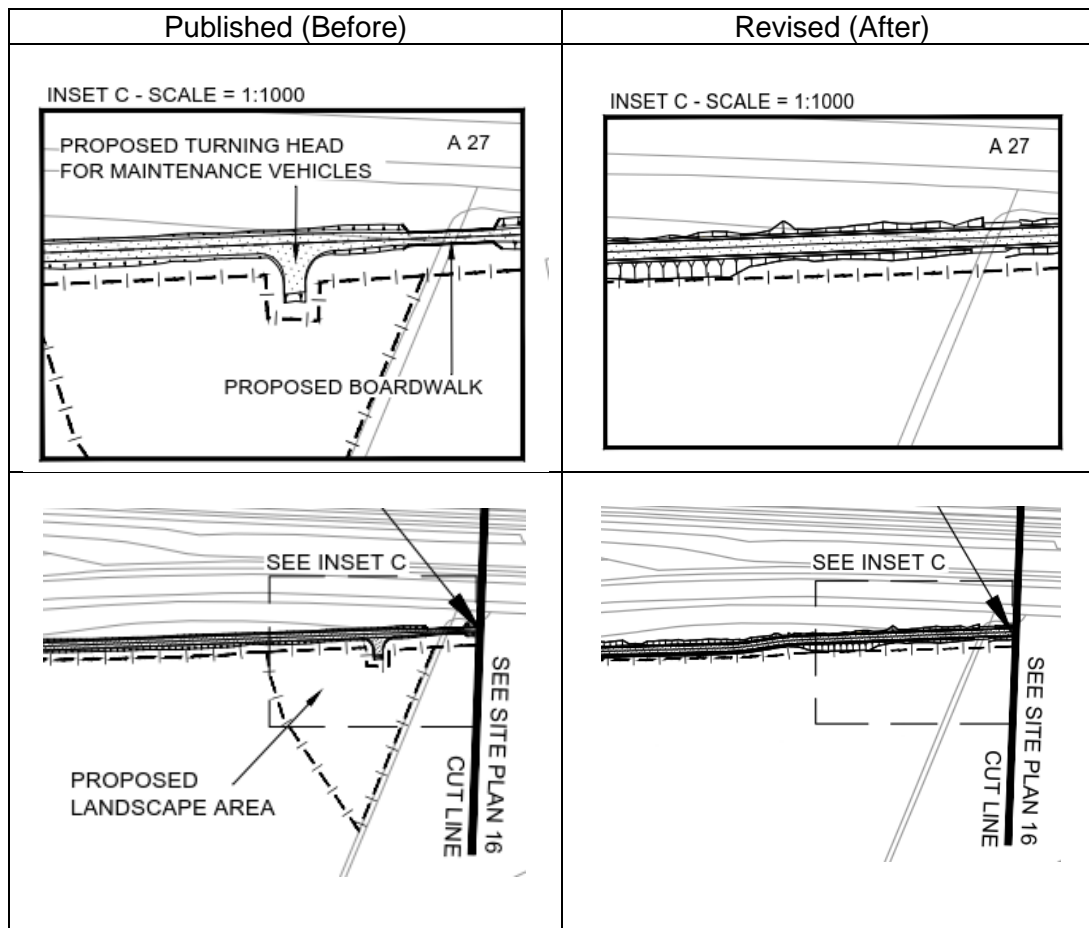 Published (Before)
Revised (After)
INSET C - SCALE = 1:1000
PROPOSED TURNING HEAD
FOR MAINTENANCE VEHICLES
A 27
PROPOSED BOARDWALK
INSET C - SCALE = 1:1000
A 27
SEE INSET C
PROPOSED
LANDSCAPE AREA
SEE SITE PLAN 16
CUT LINE
SEE INSET C
SEE SITE PLAN 16
CUT LINE